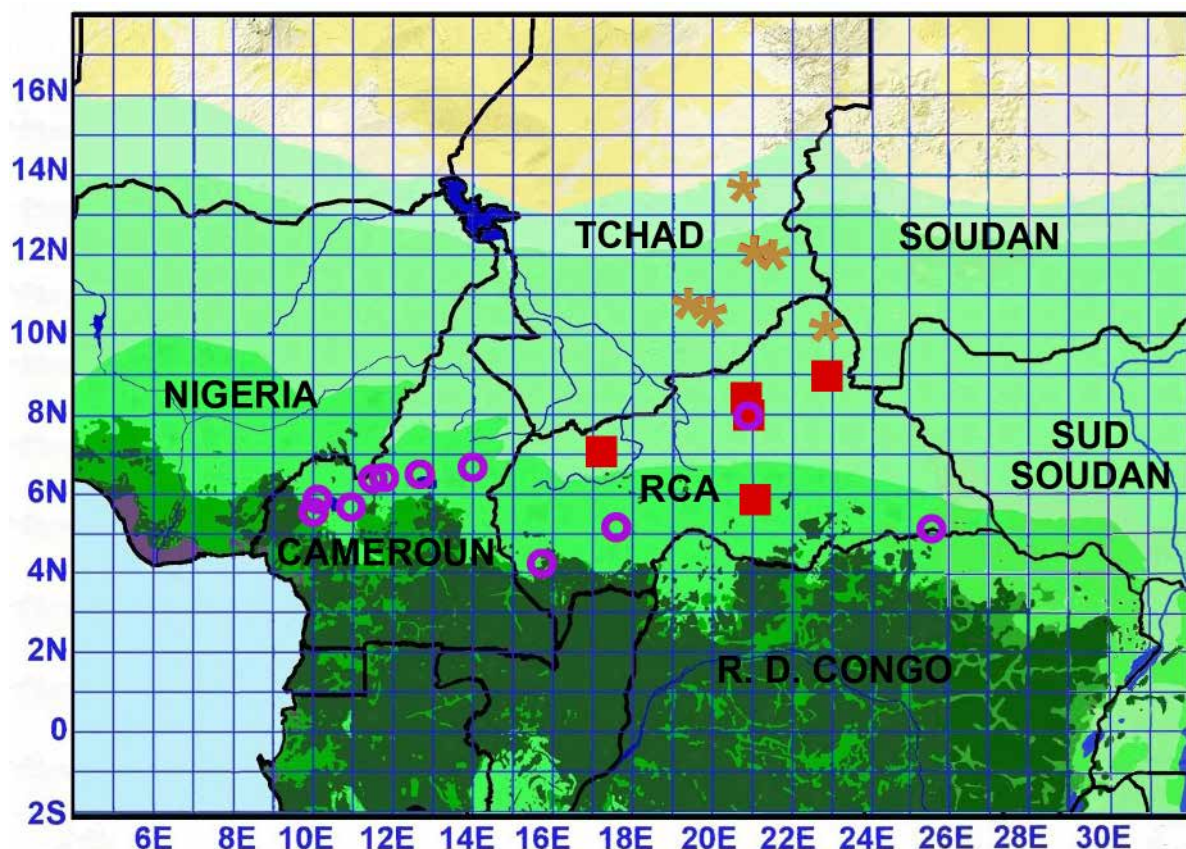 16N
14N
TCHAD
SOUDAN
12N
10N
NIGERIA
8N
SUD
SOUDAN
RCA
6N
CAMEROUN
4N
2N
R. D. CONGO
0
2S
6E 10E 12E 14E 16E 18E 20E 22E 24E 26E 28E 30E